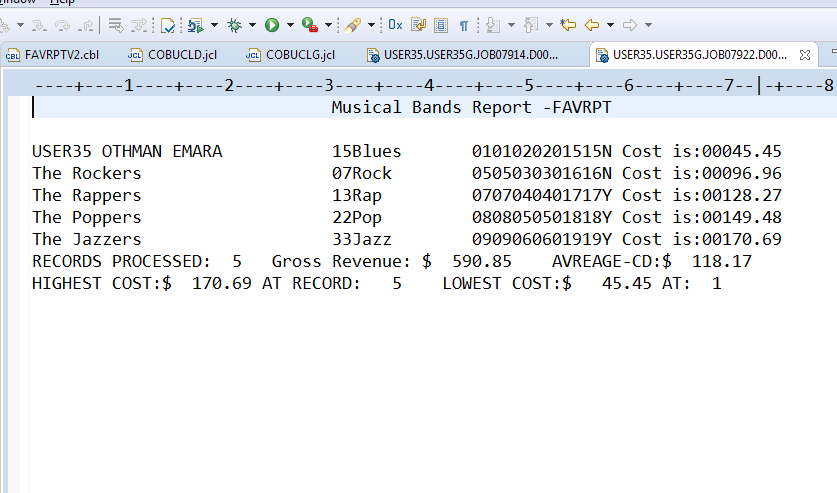 indow Help
0x
FAVRPTV2.cbl COBUCLD.jcl COBUCLG.jcl USER35.USER35G.JOB07914.D00... USER35.USER35G.JOB07922.D00...
----+----1----+----2----+----3----+----4----+----5----+----6----+----7--|-+----8
Musical Bands Report -FAVRPT
USER35 OTHMAN EMARA 15Blues 0101020201515N Cost is:00045.45
The Rockers 07Rock 0505030301616N Cost is:00096.96
The Rappers 13Rap 0707040401717Y Cost is:00128.27
The Poppers 22Pop 0808050501818Y Cost is:00149.48
The Jazzers 33Jazz 0909060601919Y Cost is:00170.69
RECORDS PROCESSED: 5 Gross Revenue: $ 590.85 AVREAGE-CD:$ 118.17
HIGHEST COST:$ 170.69 AT RECORD: 5 LOWEST COST:$ 45.45 AT: 1